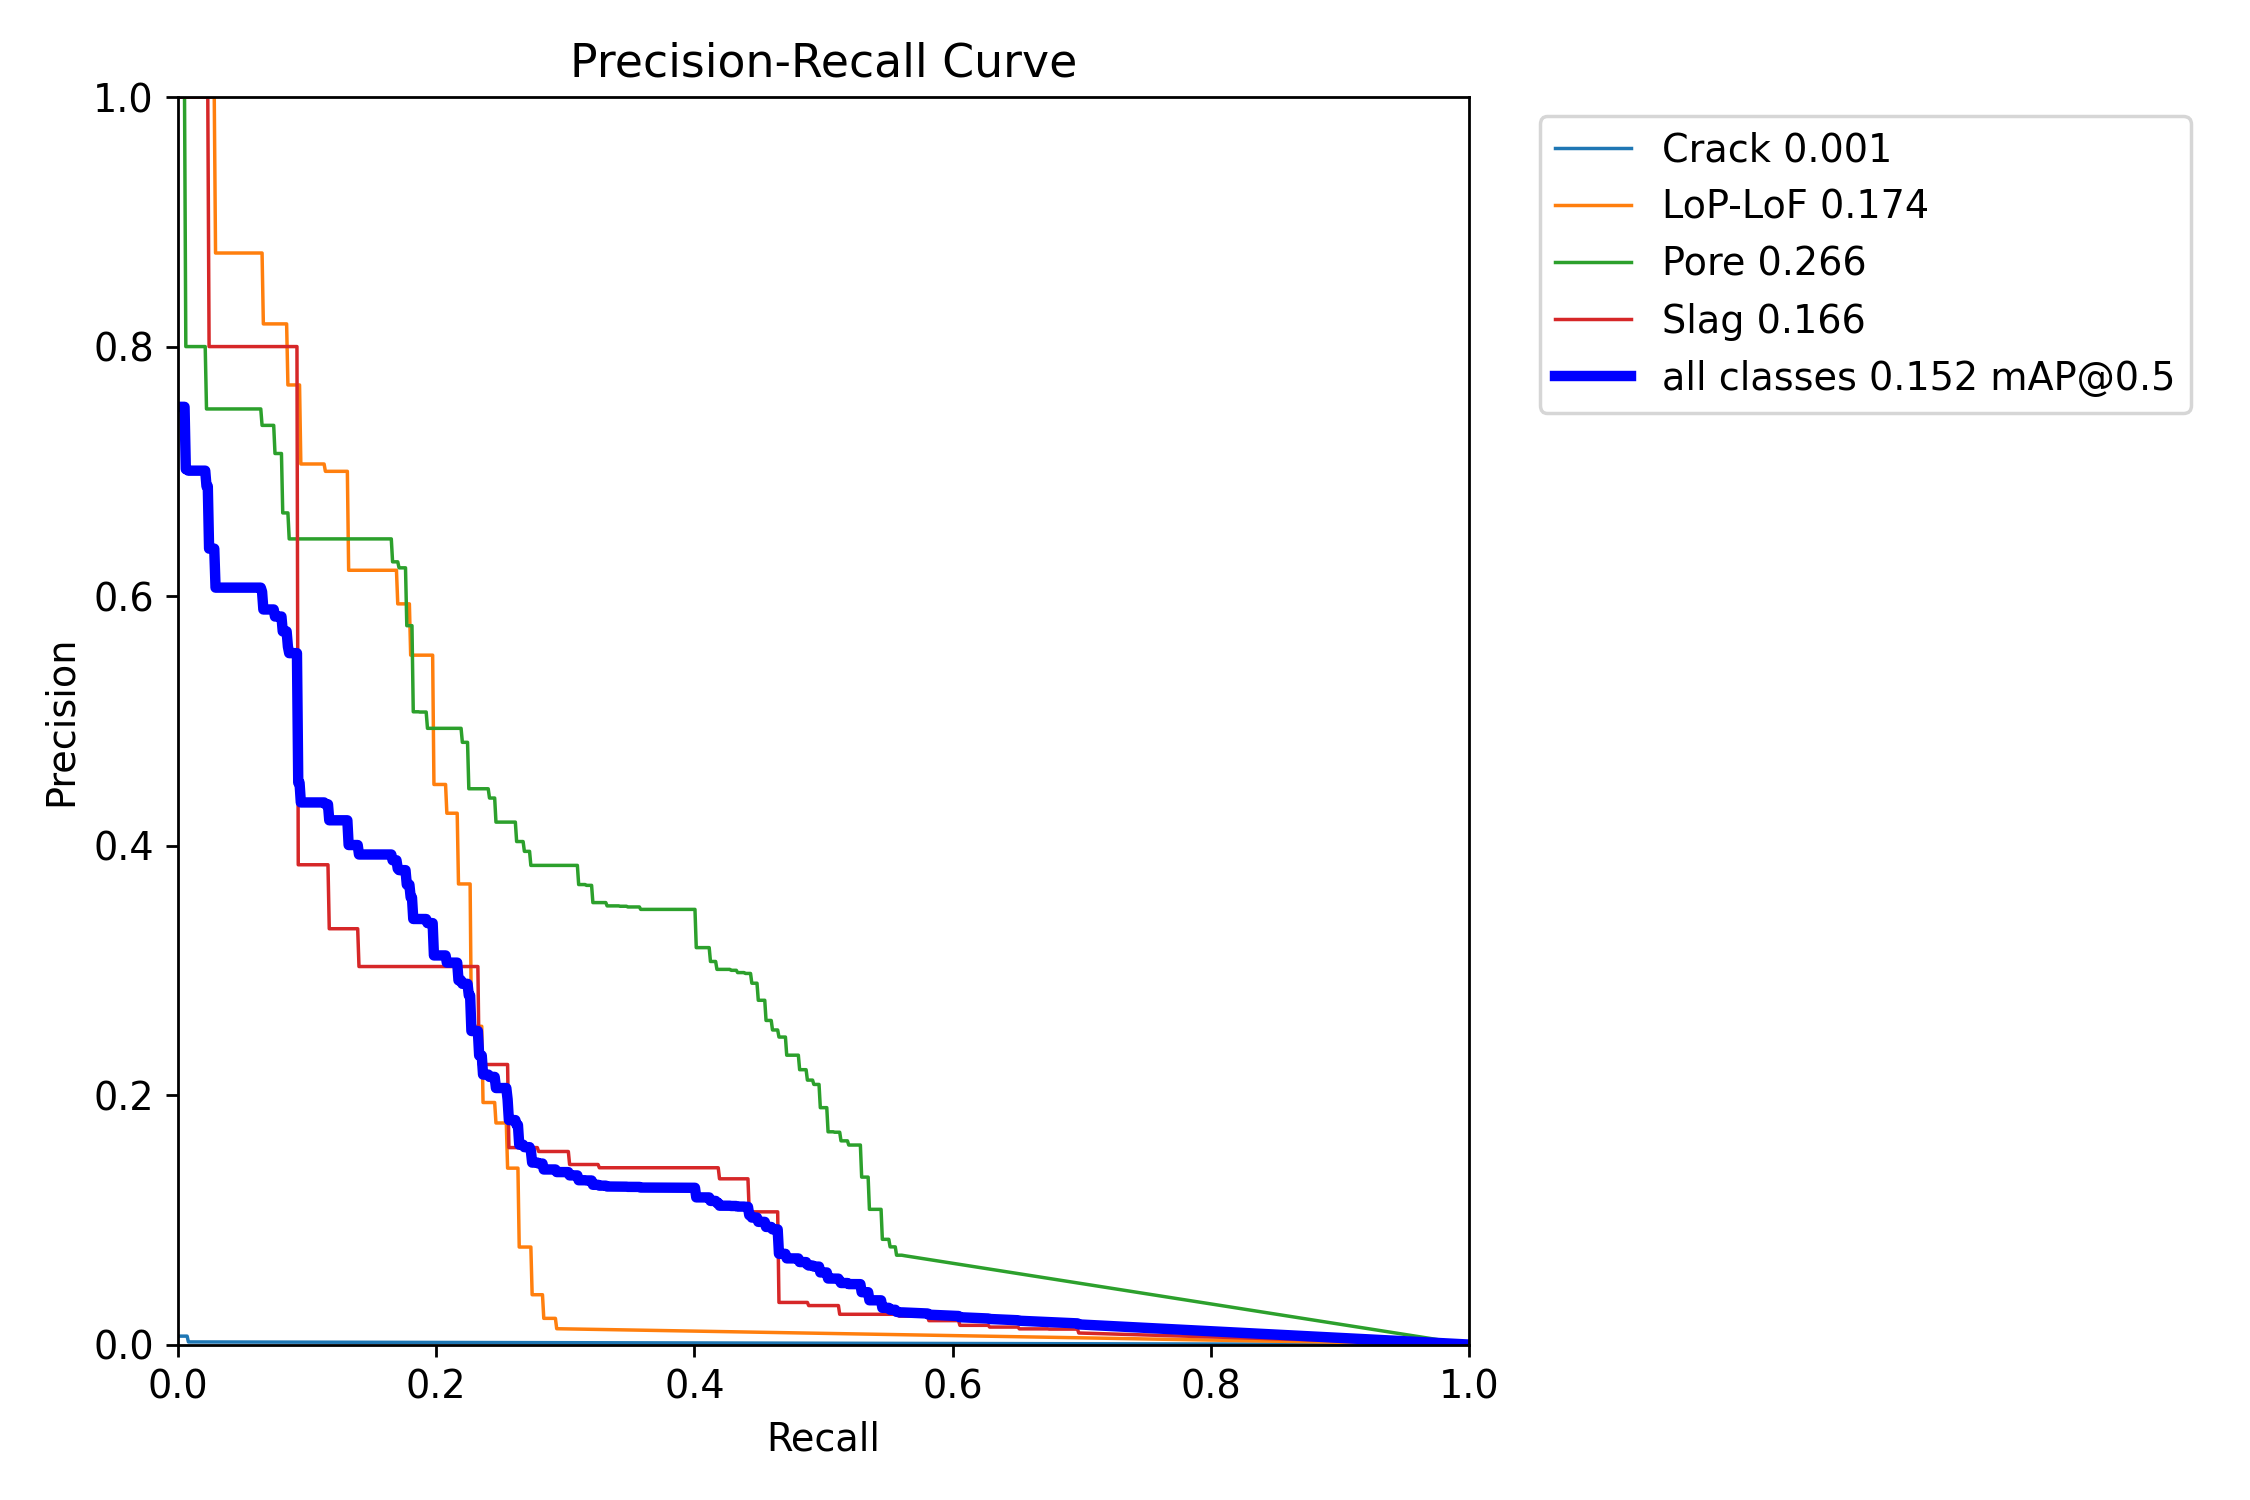 Precision-Recall Curve
1.0
0.8
0.6
0.4
0.2
0.0
Precision
0.0 0.2 0.4 0.6 0.8 1.0
Recall
Crack 0.001
LoP-LoF 0.174
Pore 0.266
Slag 0.166
all classes 0.152 mAP@0.5